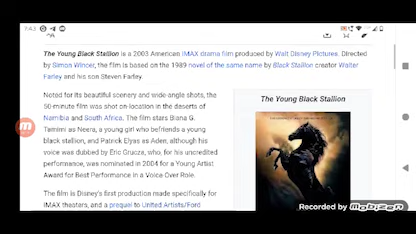 7:43
The Young Black Stallion is a 2003 American IMAX drama film produced by Walt Disney Pictures. Directed
by Simon Wincer, the film is based on the 1989 novel of the same name by Black Stallion creator Walter
Farley and his son Steven Farley.
Noted for its beautiful scenery and wide-angle shots, the
50-minute film was shot on-location in the deserts of
Namibia and South Africa. The film stars Biana G.
Tamimi as Neera, a young girl who befriends a young
black stallion, and Patrick Elyas as Aden, although his
voice was dubbed by Eric Grucza, who, for his uncredited
performance, was nominated in 2004 for a Young Artist
Award for Best Performance in a Voice Over Role.
The film is Disney's first production made specifically for
IMAX theaters, and a prequel to United Artists/Ford
The Young Black Stallion
Recorded by Mobizen